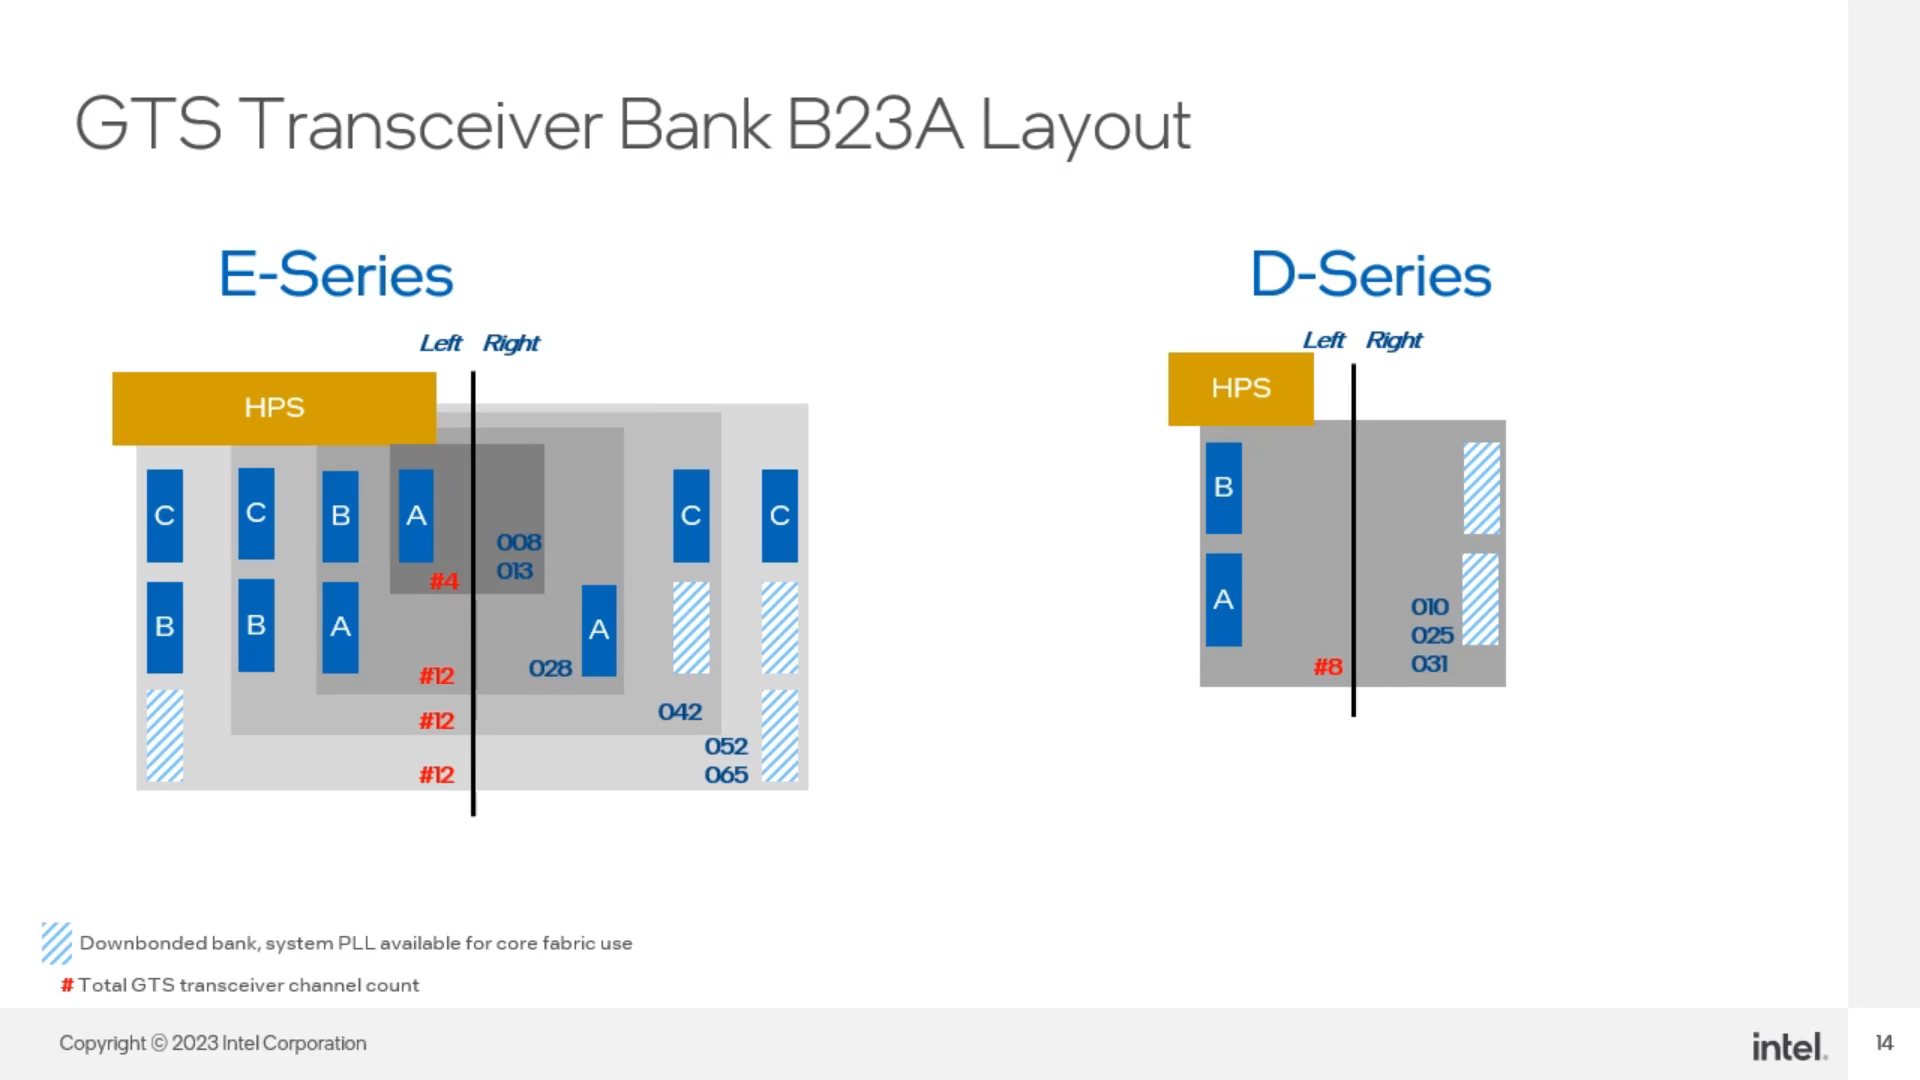 GTS Transceiver Bank B23A Layout
E-Series
Left Right
HPS
C C B A C C
008
013
#4
B B A A
028
#12
#12
042
052
#12
065
D-Series
Left Right
HPS
B
A
010
025
031
#8
Downbonded bank, system PLL available for core fabric use
# Total GTS transceiver channel count
Copyright © 2023 Intel Corporation
intel.
14